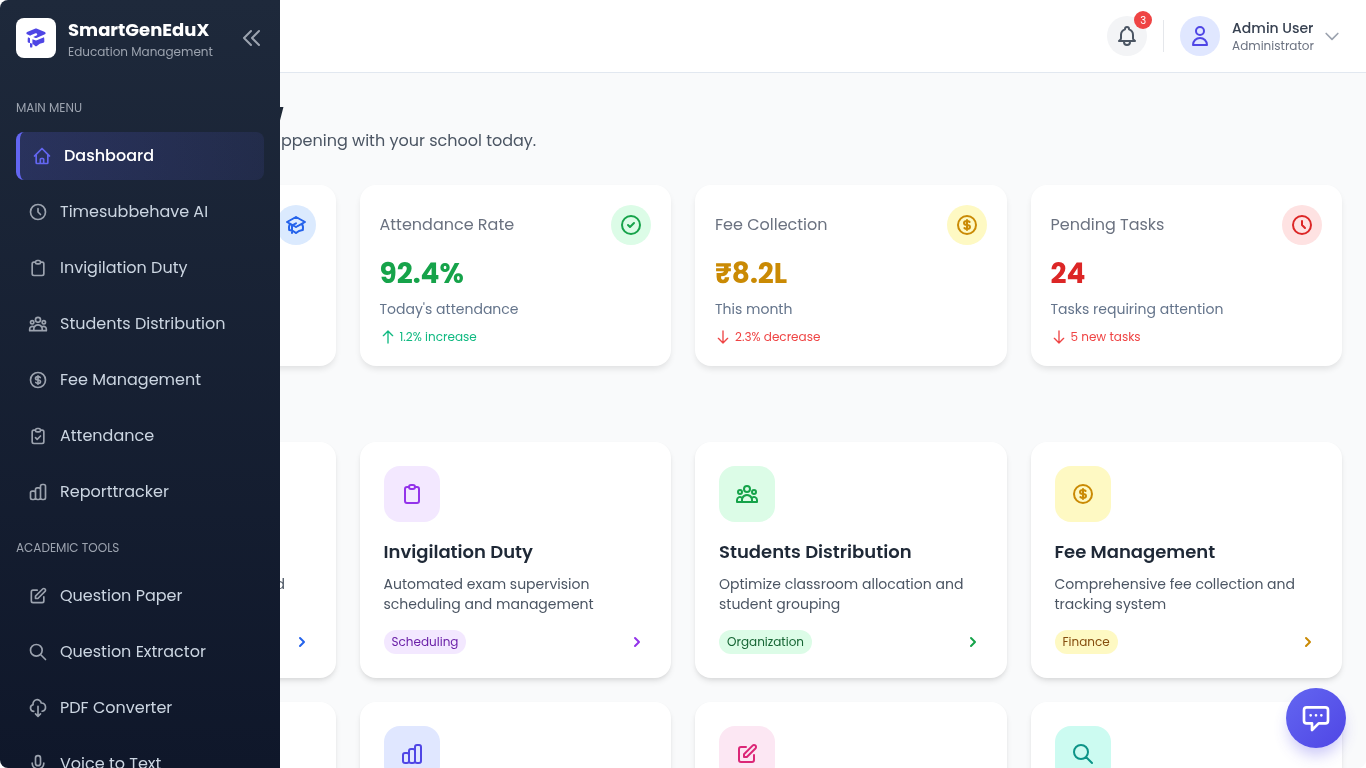 SmartGenEduX
Education Management
MAIN MENU
Dashboard
Timesubbehave AI
Invigilation Duty
Students Distribution
Fee Management
Attendance
Reporttracker
ACADEMIC TOOLS
Question Paper
Question Extractor
PDF Converter
Voice to Text
3
Admin User
Administrator
ppening with your school today.
Attendance Rate
92.4%
Today's attendance
1.2% increase
Fee Collection
₹8.2L
This month
2.3% decrease
Pending Tasks
24
Tasks requiring attention
5 new tasks
d
Invigilation Duty
Automated exam supervision
scheduling and management
Scheduling
Students Distribution
Optimize classroom allocation and
student grouping
Organization
Fee Management
Comprehensive fee collection and
tracking system
Finance